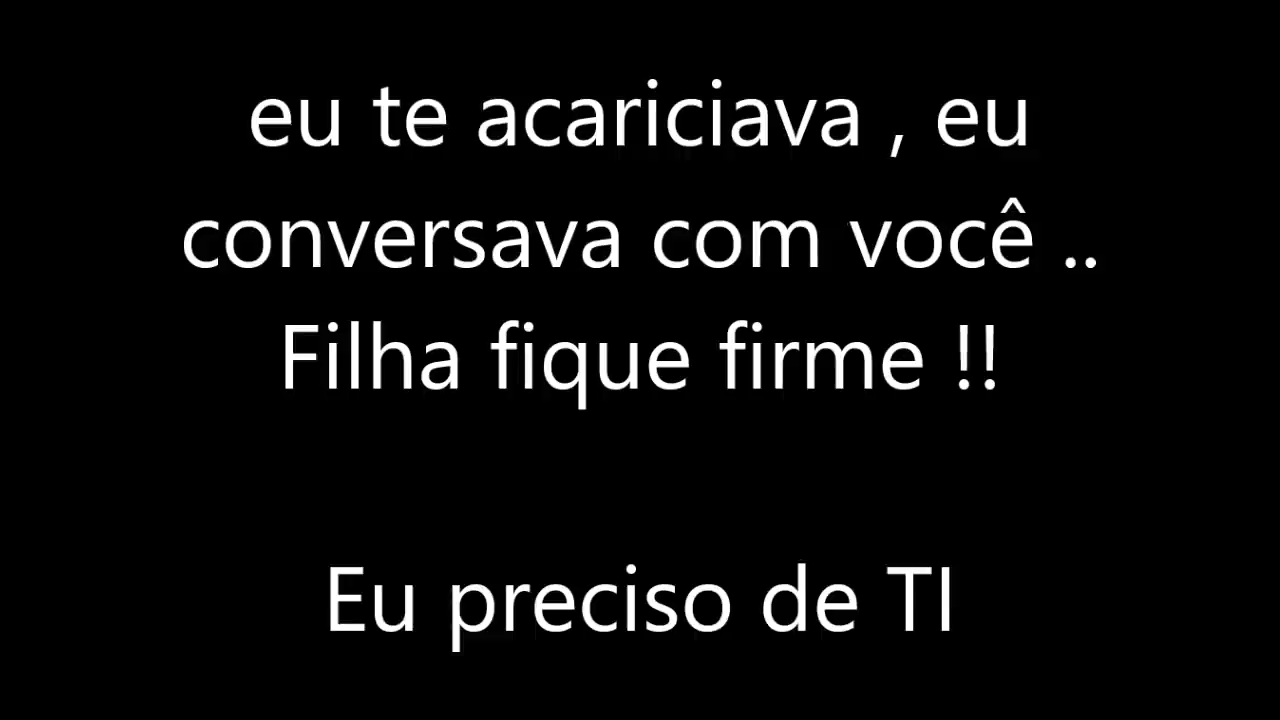 eu te acariciava , eu
conversava com você ..
Filha fique firme !!
Eu preciso de TI